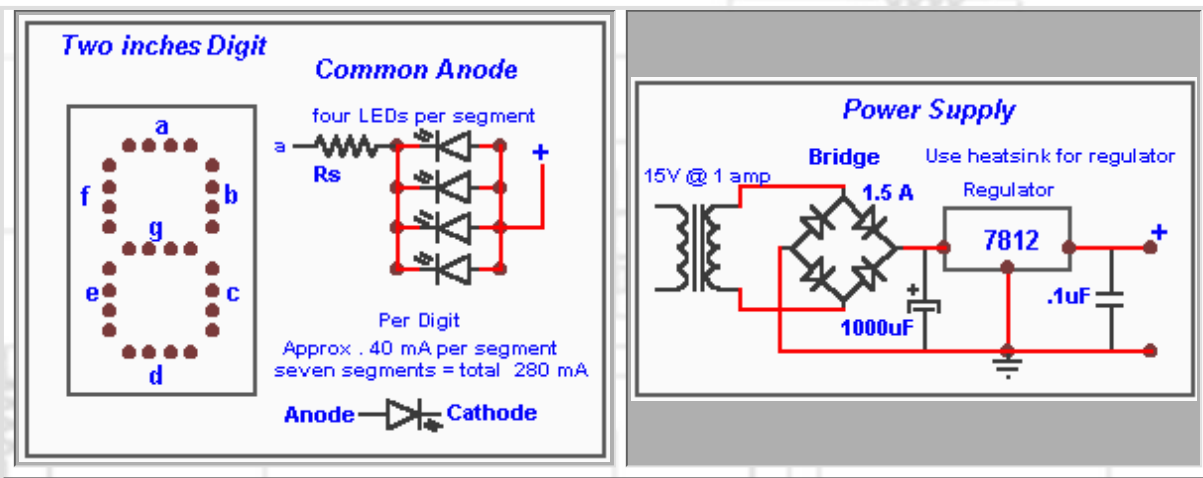 Two inches Digit
Common Anode
four LEDs per segment
a
Rs
+
a
f
b
g
e
c
d
Per Digit
Approx . 40 mA per segment
seven segments = total 280 mA
Anode
Cathode
Power Supply
Bridge
Use heatsink for regulator
15V @ 1 amp
1.5 A
Regulator
7812
+
+
.1uF
1000uF